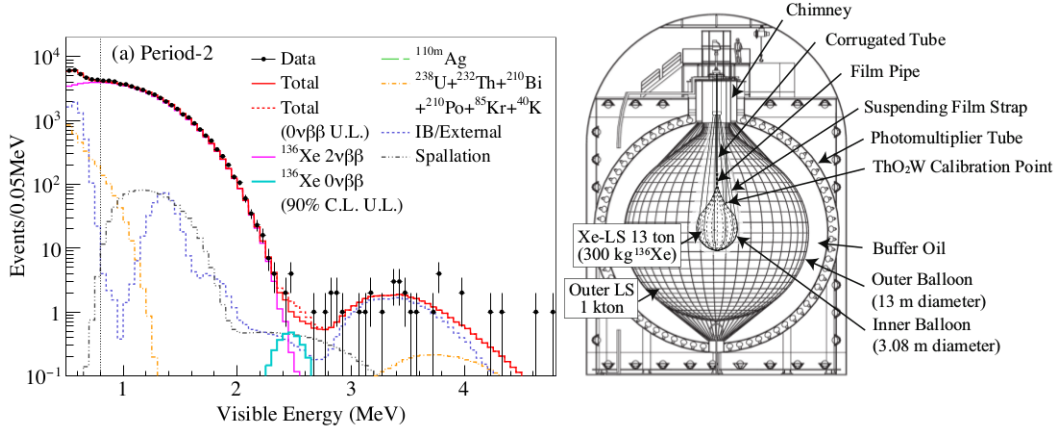 (a) Period-2
Data
Total
Total
(0νββ U.L.)
¹³⁶Xe 2νββ
¹³⁶Xe 0νββ
(90% C.L. U.L.)
¹¹⁰ᵐAg
²³⁸U+²³²Th+²¹⁰Bi
+²¹⁰Po+⁸⁵Kr+⁴⁰K
IB/External
Spallation
Events/0.05MeV
10⁴
10³
10²
10
1
10⁻¹
1 2 3 4
Visible Energy (MeV)
Chimney
Corrugated Tube
Film Pipe
Suspending Film Strap
Photomultiplier Tube
ThO₂W Calibration Point
Xe-LS 13 ton
(300 kg ¹³⁶Xe)
Outer LS
1 kton
Buffer Oil
Outer Balloon
(13 m diameter)
Inner Balloon
(3.08 m diameter)